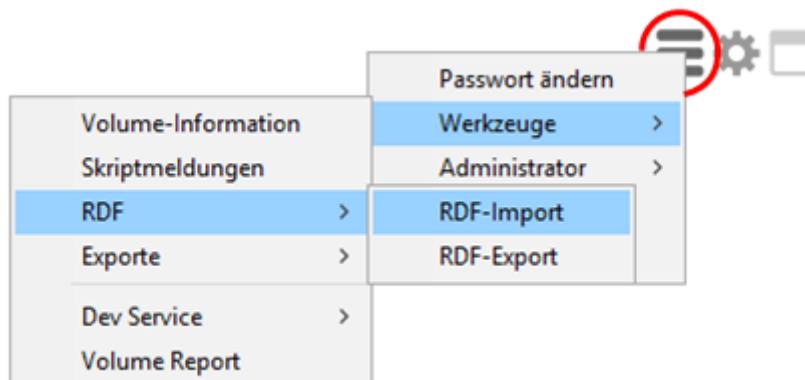 Passwort ändern
Werkzeuge
Administrator
Volume-Information
Skriptmeldungen
RDF
Exporte
Dev Service
Volume Report
RDF-Import
RDF-Export